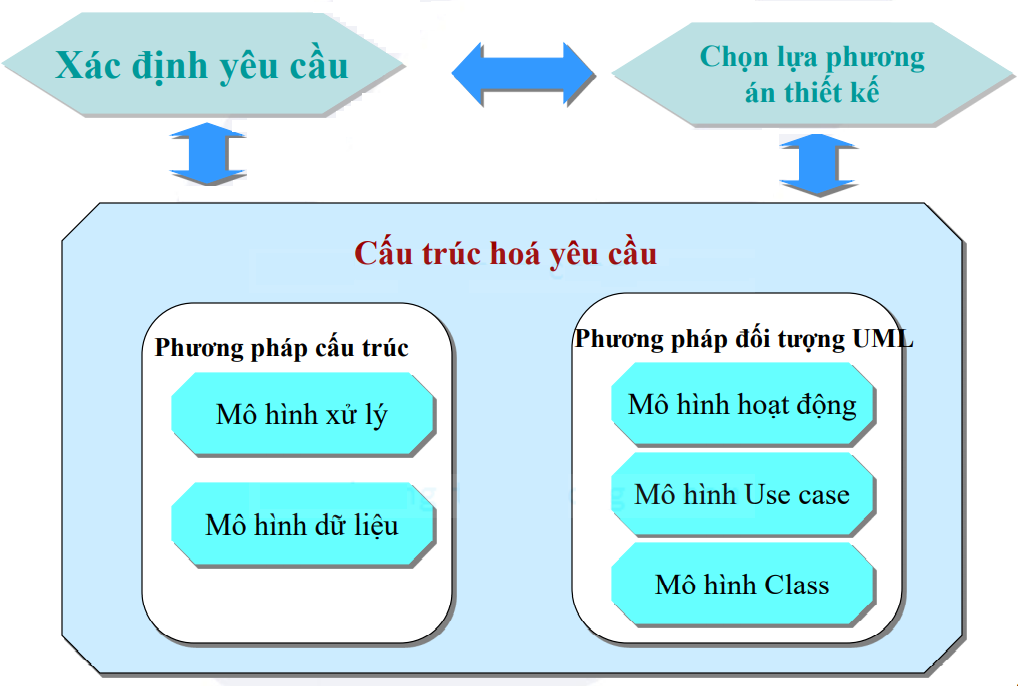 Xác định yêu cầu
Chọn lựa phương
án thiết kế
Cấu trúc hoá yêu cầu
Phương pháp cấu trúc
Mô hình xử lý
Mô hình dữ liệu
Phương pháp đối tượng UML
Mô hình hoạt động
Mô hình Use case
Mô hình Class